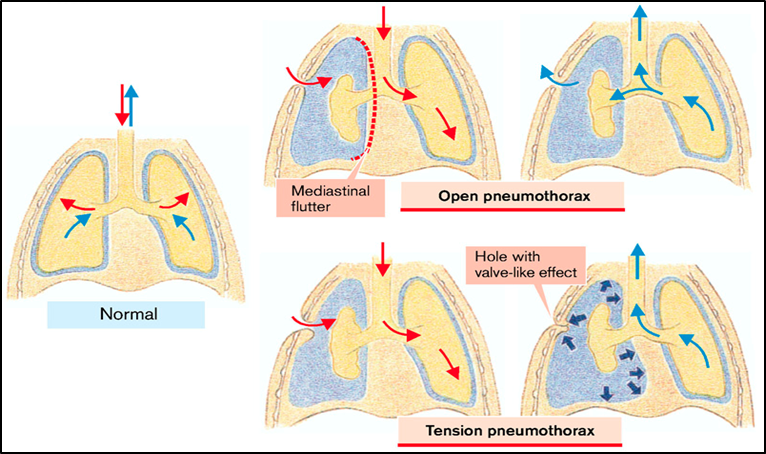 Mediastinal
flutter
Open pneumothorax
Normal
Hole with
valve-like effect
Tension pneumothorax